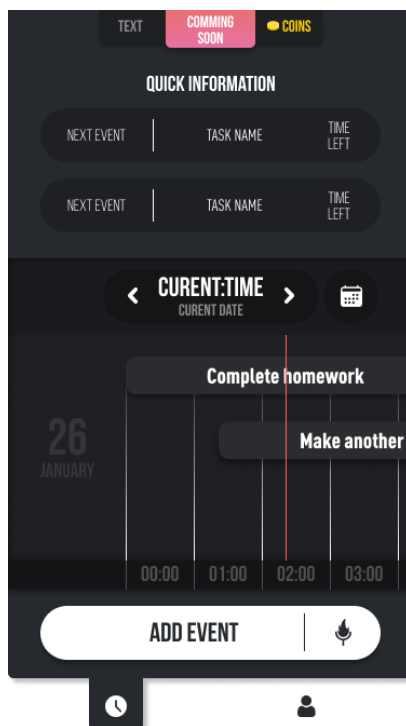 TEXT
COMMING
SOON
COINS
QUICK INFORMATION
NEXT EVENT
TASK NAME
TIME
LEFT
NEXT EVENT
TASK NAME
TIME
LEFT
CURENT:TIME
CURENT DATE
Complete homework
26
JANUARY
Make another
00:00 01:00 02:00 03:00
ADD EVENT